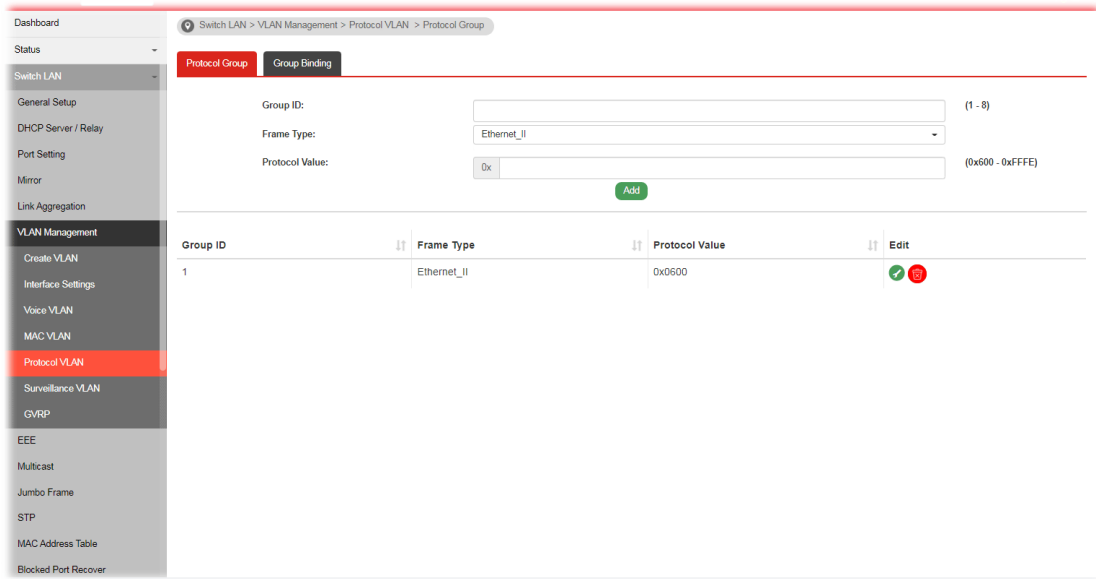 Dashboard
Status
Switch LAN
General Setup
DHCP Server / Relay
Port Setting
Mirror
Link Aggregation
VLAN Management
Create VLAN
Interface Settings
Voice VLAN
MAC VLAN
Protocol VLAN
Surveillance VLAN
GVRP
EEE
Multicast
Jumbo Frame
STP
MAC Address Table
Blocked Port Recover
Switch LAN > VLAN Management > Protocol VLAN > Protocol Group
Protocol Group Group Binding
Group ID: (1 - 8)
Frame Type: Ethernet_II
Protocol Value: 0x (0x600 - 0xFFFE)
Add
Group ID Frame Type Protocol Value Edit
1 Ethernet_II 0x0600